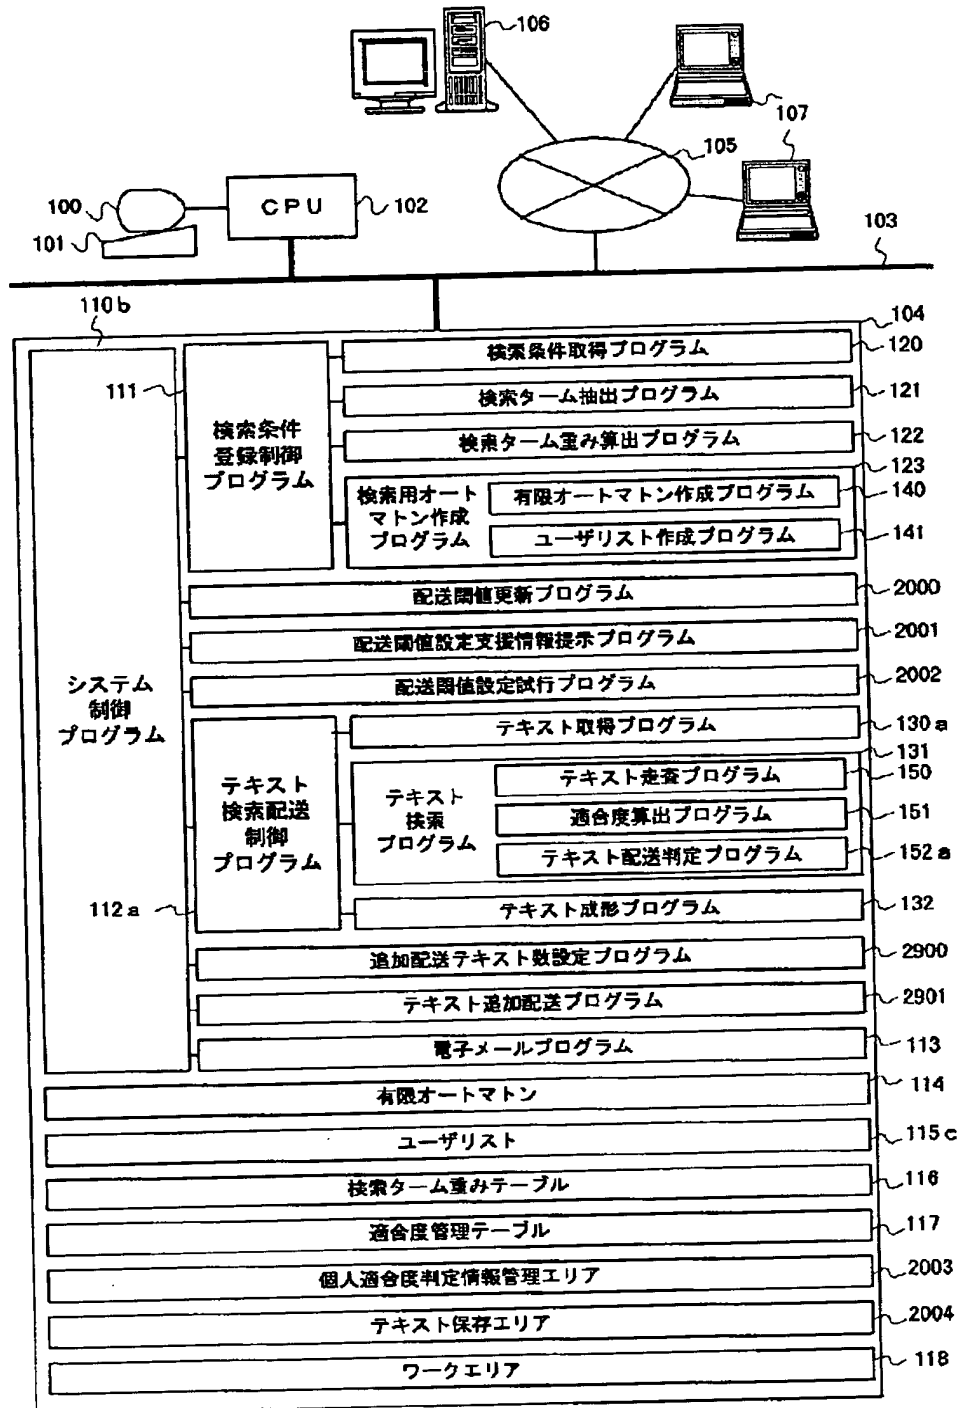 106
107
105
100
CPU
102
101
103
110b
104
検索条件取得プログラム
120
111
検索ターム抽出プログラム
121
検索条件
登録制御
プログラム
検索ターム重み算出プログラム
122
123
検索用オート
マトン作成
プログラム
有限オートマトン作成プログラム
140
ユーザリスト作成プログラム
141
配送閾値更新プログラム
2000
配送閾値設定支援情報提示プログラム
2001
システム
制御
プログラム
配送閾値設定試行プログラム
2002
テキスト取得プログラム
130a
131
テキスト
検索配送
制御
プログラム
テキスト
検索
プログラム
テキスト走査プログラム
150
適合度算出プログラム
151
テキスト配送判定プログラム
152a
112a
テキスト成形プログラム
132
追加配送テキスト数設定プログラム
2900
テキスト追加配送プログラム
2901
電子メールプログラム
113
有限オートマトン
114
ユーザリスト
115c
検索ターム重みテーブル
116
適合度管理テーブル
117
個人適合度判定情報管理エリア
2003
テキスト保存エリア
2004
ワークエリア
118